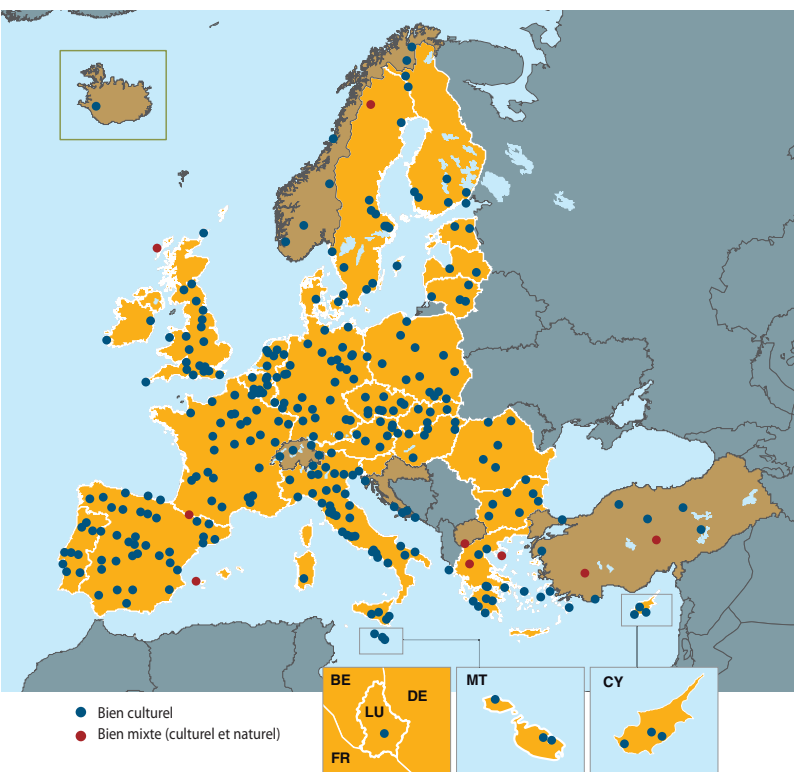 Bien culturel
Bien mixte (culturel et naturel)
BE
DE
LU
FR
MT
CY